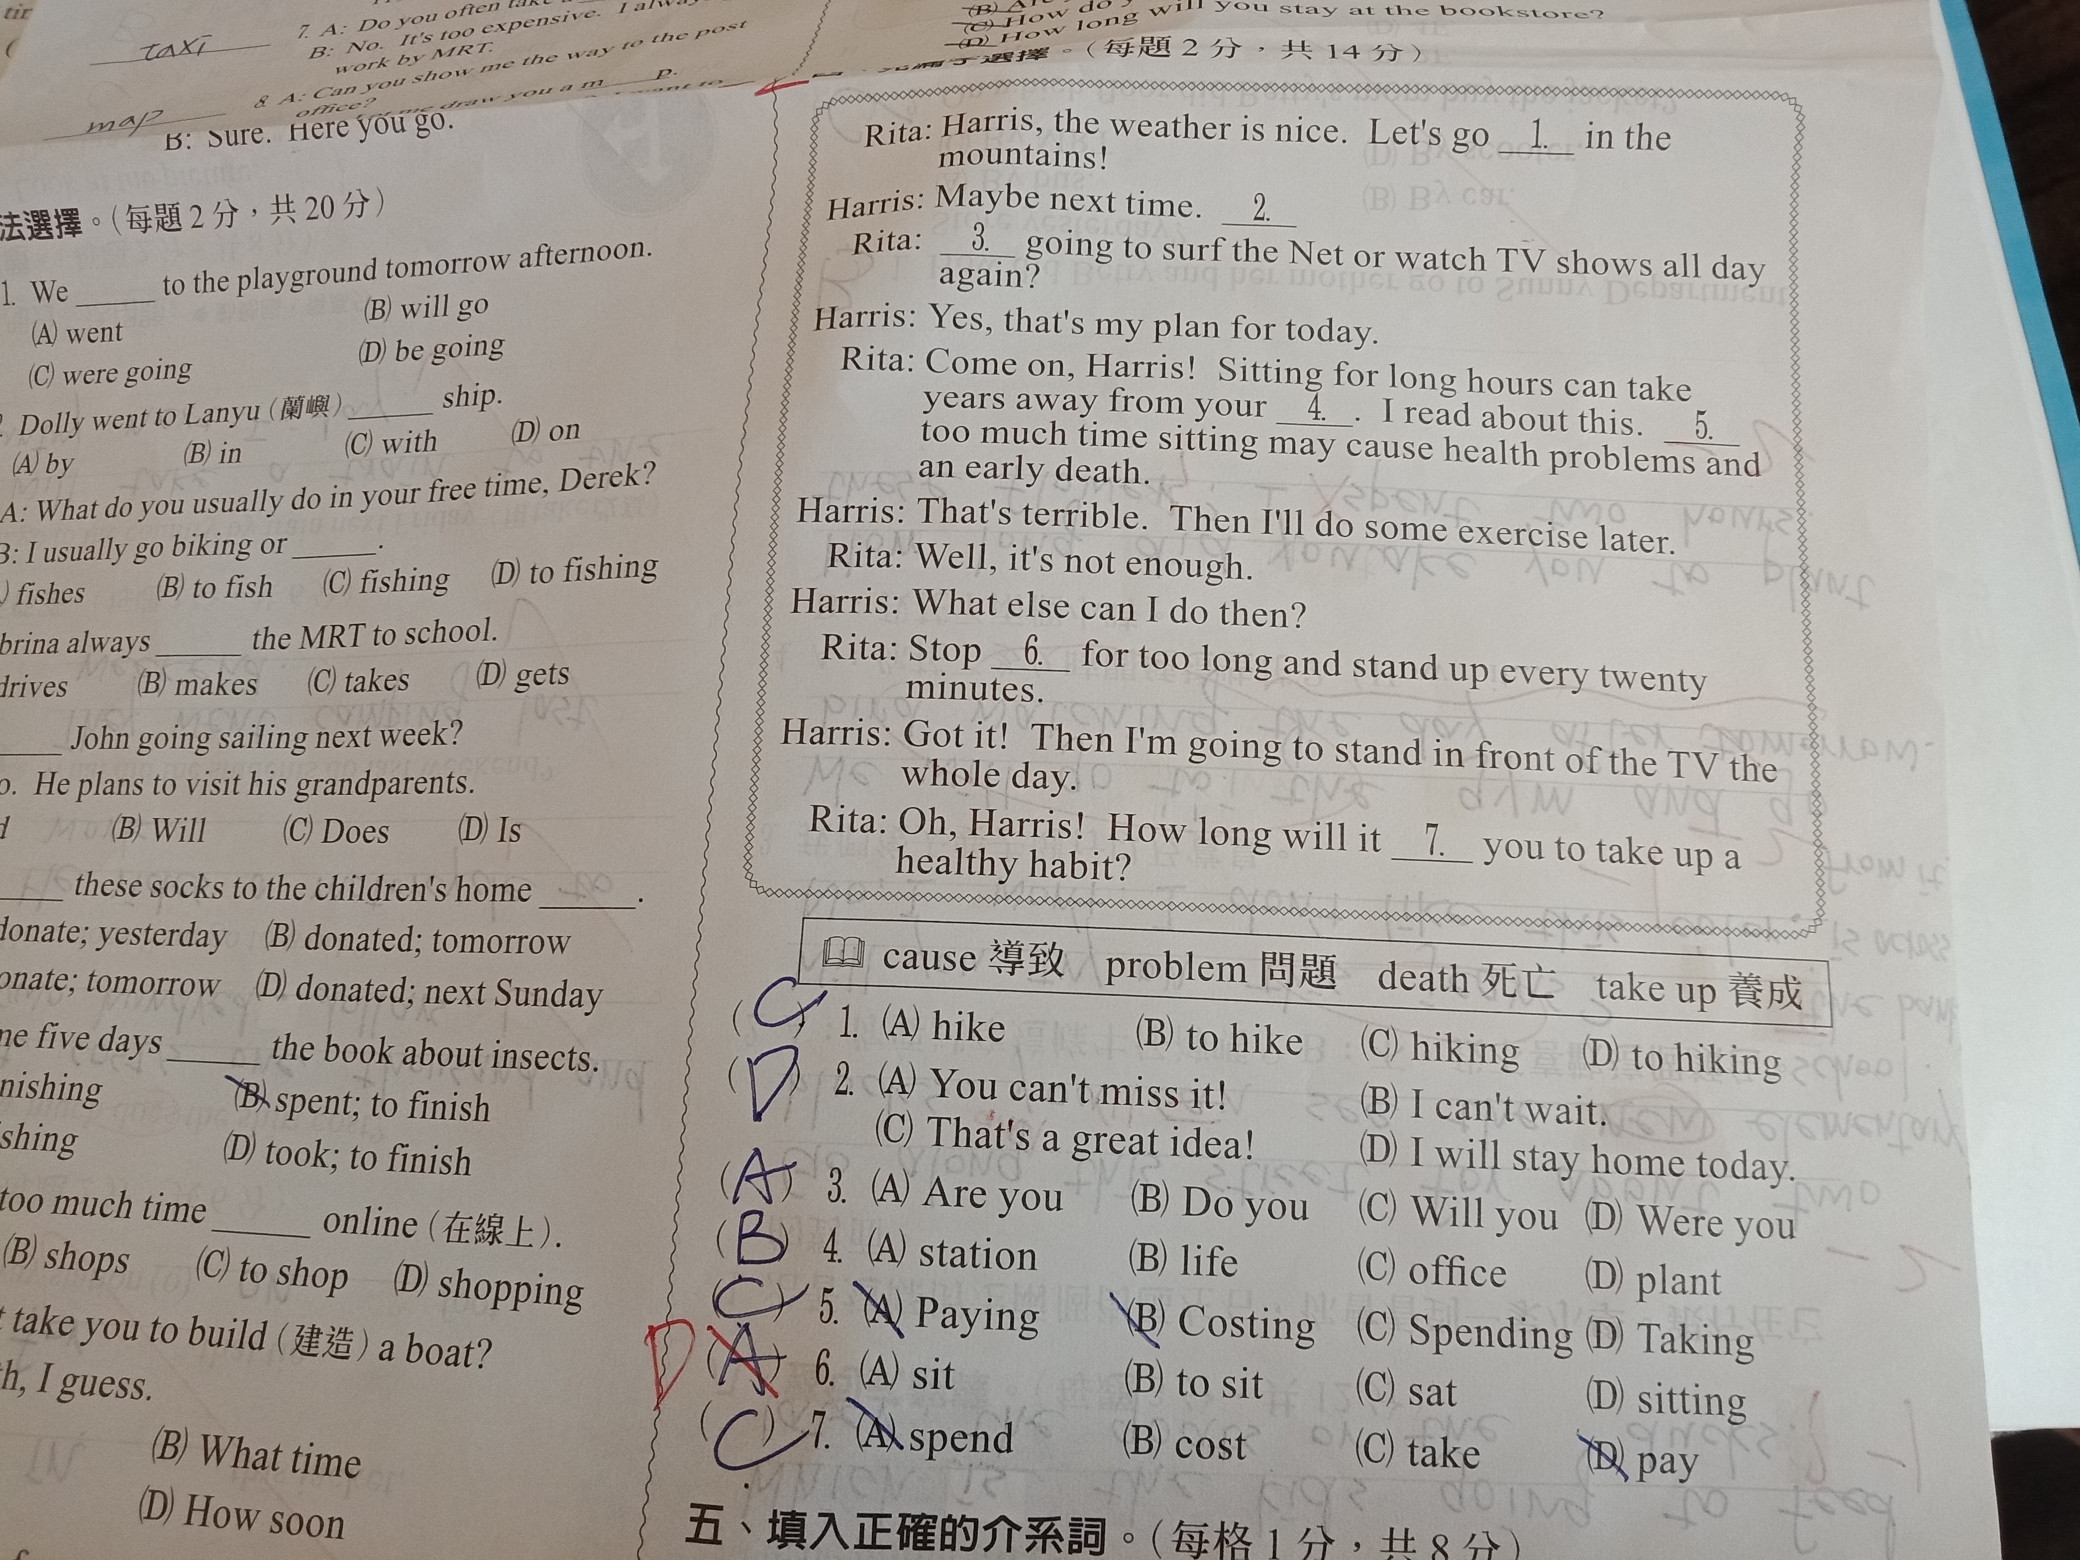 tir
7. A: Do you often take
taxi
B: No. It's too expensive. I always
work by MRT.
8. A: Can you show me the way to the post
office?
map
draw you a m____p.
B: Sure. Here you go.
法選擇。(每題2分，共20分)
1. We ______ to the playground tomorrow afternoon.
(A) went
(B) will go
(C) were going
(D) be going
Dolly went to Lanyu (蘭嶼) ______ ship.
(A) by (B) in (C) with (D) on
A: What do you usually do in your free time, Derek?
B: I usually go biking or ______.
fishes (B) to fish (C) fishing (D) to fishing
brina always ______ the MRT to school.
drives (B) makes (C) takes (D) gets
____ John going sailing next week?
o. He plans to visit his grandparents.
(B) Will (C) Does (D) Is
____ these socks to the children's home ______.
donate; yesterday (B) donated; tomorrow
onate; tomorrow (D) donated; next Sunday
me five days ______ the book about insects.
nishing (B) spent; to finish
shing (D) took; to finish
too much time ______ online (在線上).
(B) shops (C) to shop (D) shopping
take you to build (建造) a boat?
h, I guess.
(B) What time
(D) How soon
(C) How do
(D) How long will you stay at the bookstore?
選擇。(每題2分，共14分)
Rita: Harris, the weather is nice. Let's go 1. in the
mountains!
Harris: Maybe next time. 2.
Rita: 3. going to surf the Net or watch TV shows all day
again?
Harris: Yes, that's my plan for today.
Rita: Come on, Harris! Sitting for long hours can take
years away from your 4. . I read about this. 5.
too much time sitting may cause health problems and
an early death.
Harris: That's terrible. Then I'll do some exercise later.
Rita: Well, it's not enough.
Harris: What else can I do then?
Rita: Stop 6. for too long and stand up every twenty
minutes.
Harris: Got it! Then I'm going to stand in front of the TV the
whole day.
Rita: Oh, Harris! How long will it 7. you to take up a
healthy habit?
cause 導致 problem 問題 death 死亡 take up 養成
(C) 1. (A) hike (B) to hike (C) hiking (D) to hiking
(D) 2. (A) You can't miss it! (B) I can't wait.
(C) That's a great idea! (D) I will stay home today.
(A) 3. (A) Are you (B) Do you (C) Will you (D) Were you
(B) 4. (A) station (B) life (C) office (D) plant
(C) 5. (A) Paying (B) Costing (C) Spending (D) Taking
D (A) 6. (A) sit (B) to sit (C) sat (D) sitting
(C) 7. (A) spend (B) cost (C) take (D) pay
五、填入正確的介系詞。(每格1分，共8分)